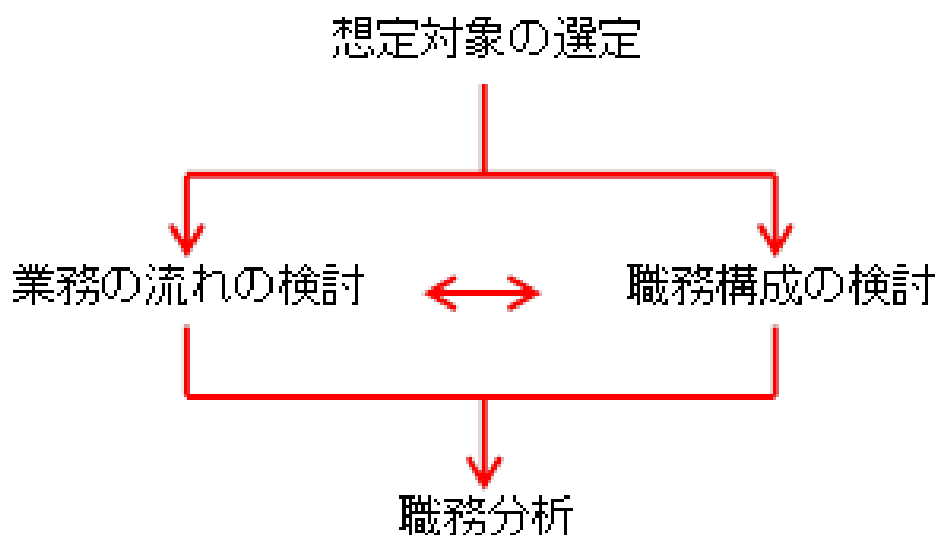 想定対象の選定
業務の流れの検討
職務構成の検討
職務分析